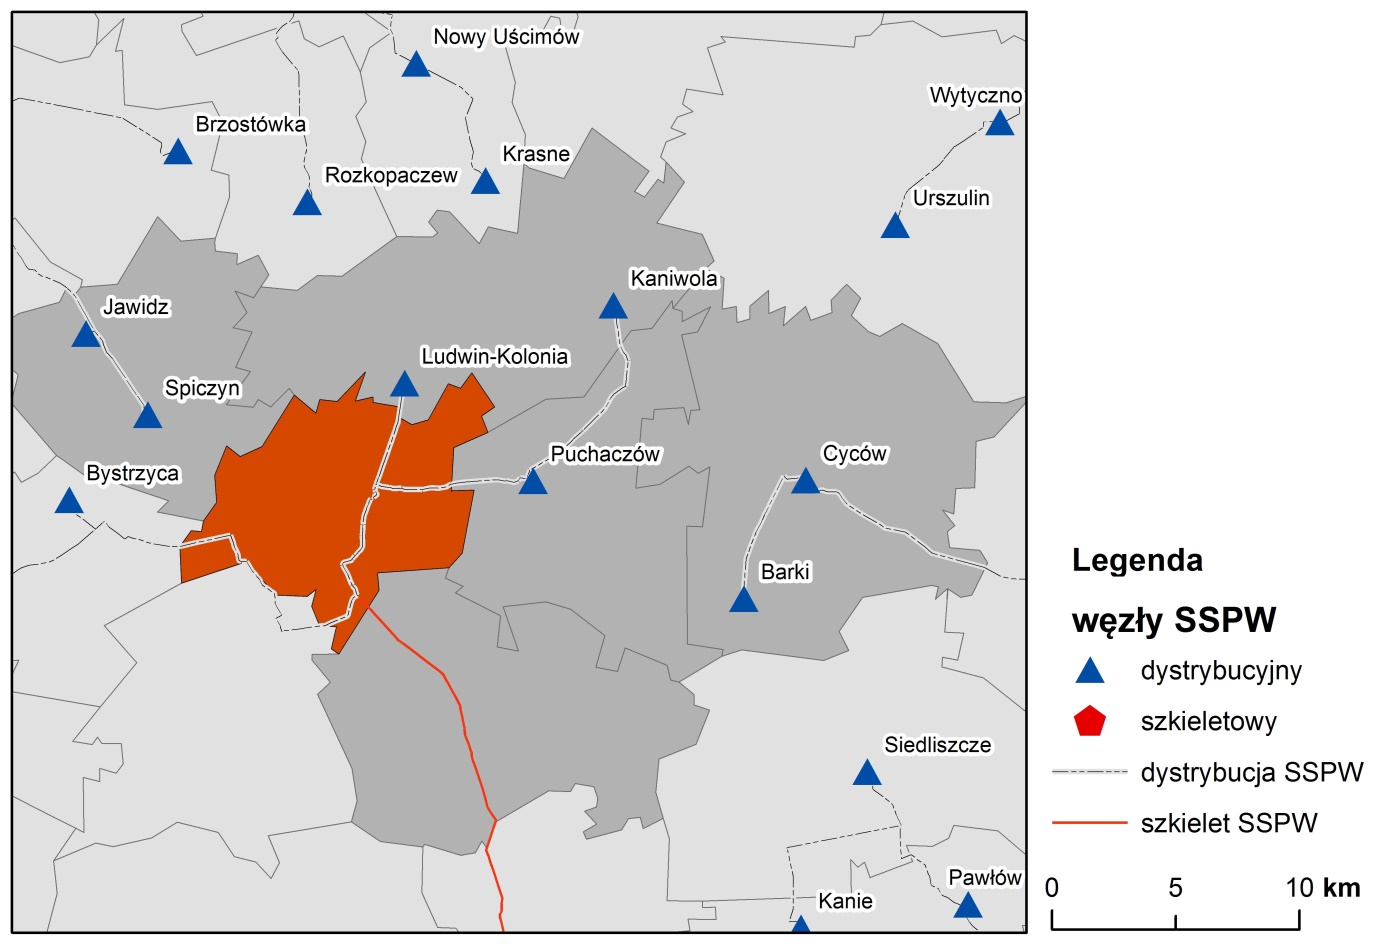 Nowy Uścimów
Wytyczno
Brzostówka
Krasne
Rozkopaczew
Urszulin
Kaniwola
Jawidz
Ludwin-Kolonia
Spiczyn
Puchaczów
Cyców
Bystrzyca
Barki
Siedliszcze
Pawłów
Kanie
Legenda
węzły SSPW
dystrybucyjny
szkieletowy
dystrybucja SSPW
szkielet SSPW
0 5 10 km